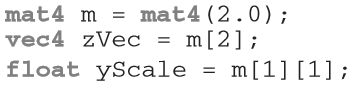 mat4 m = mat4(2.0);
vec4 zVec = m[2];
float yScale = m[1][1];